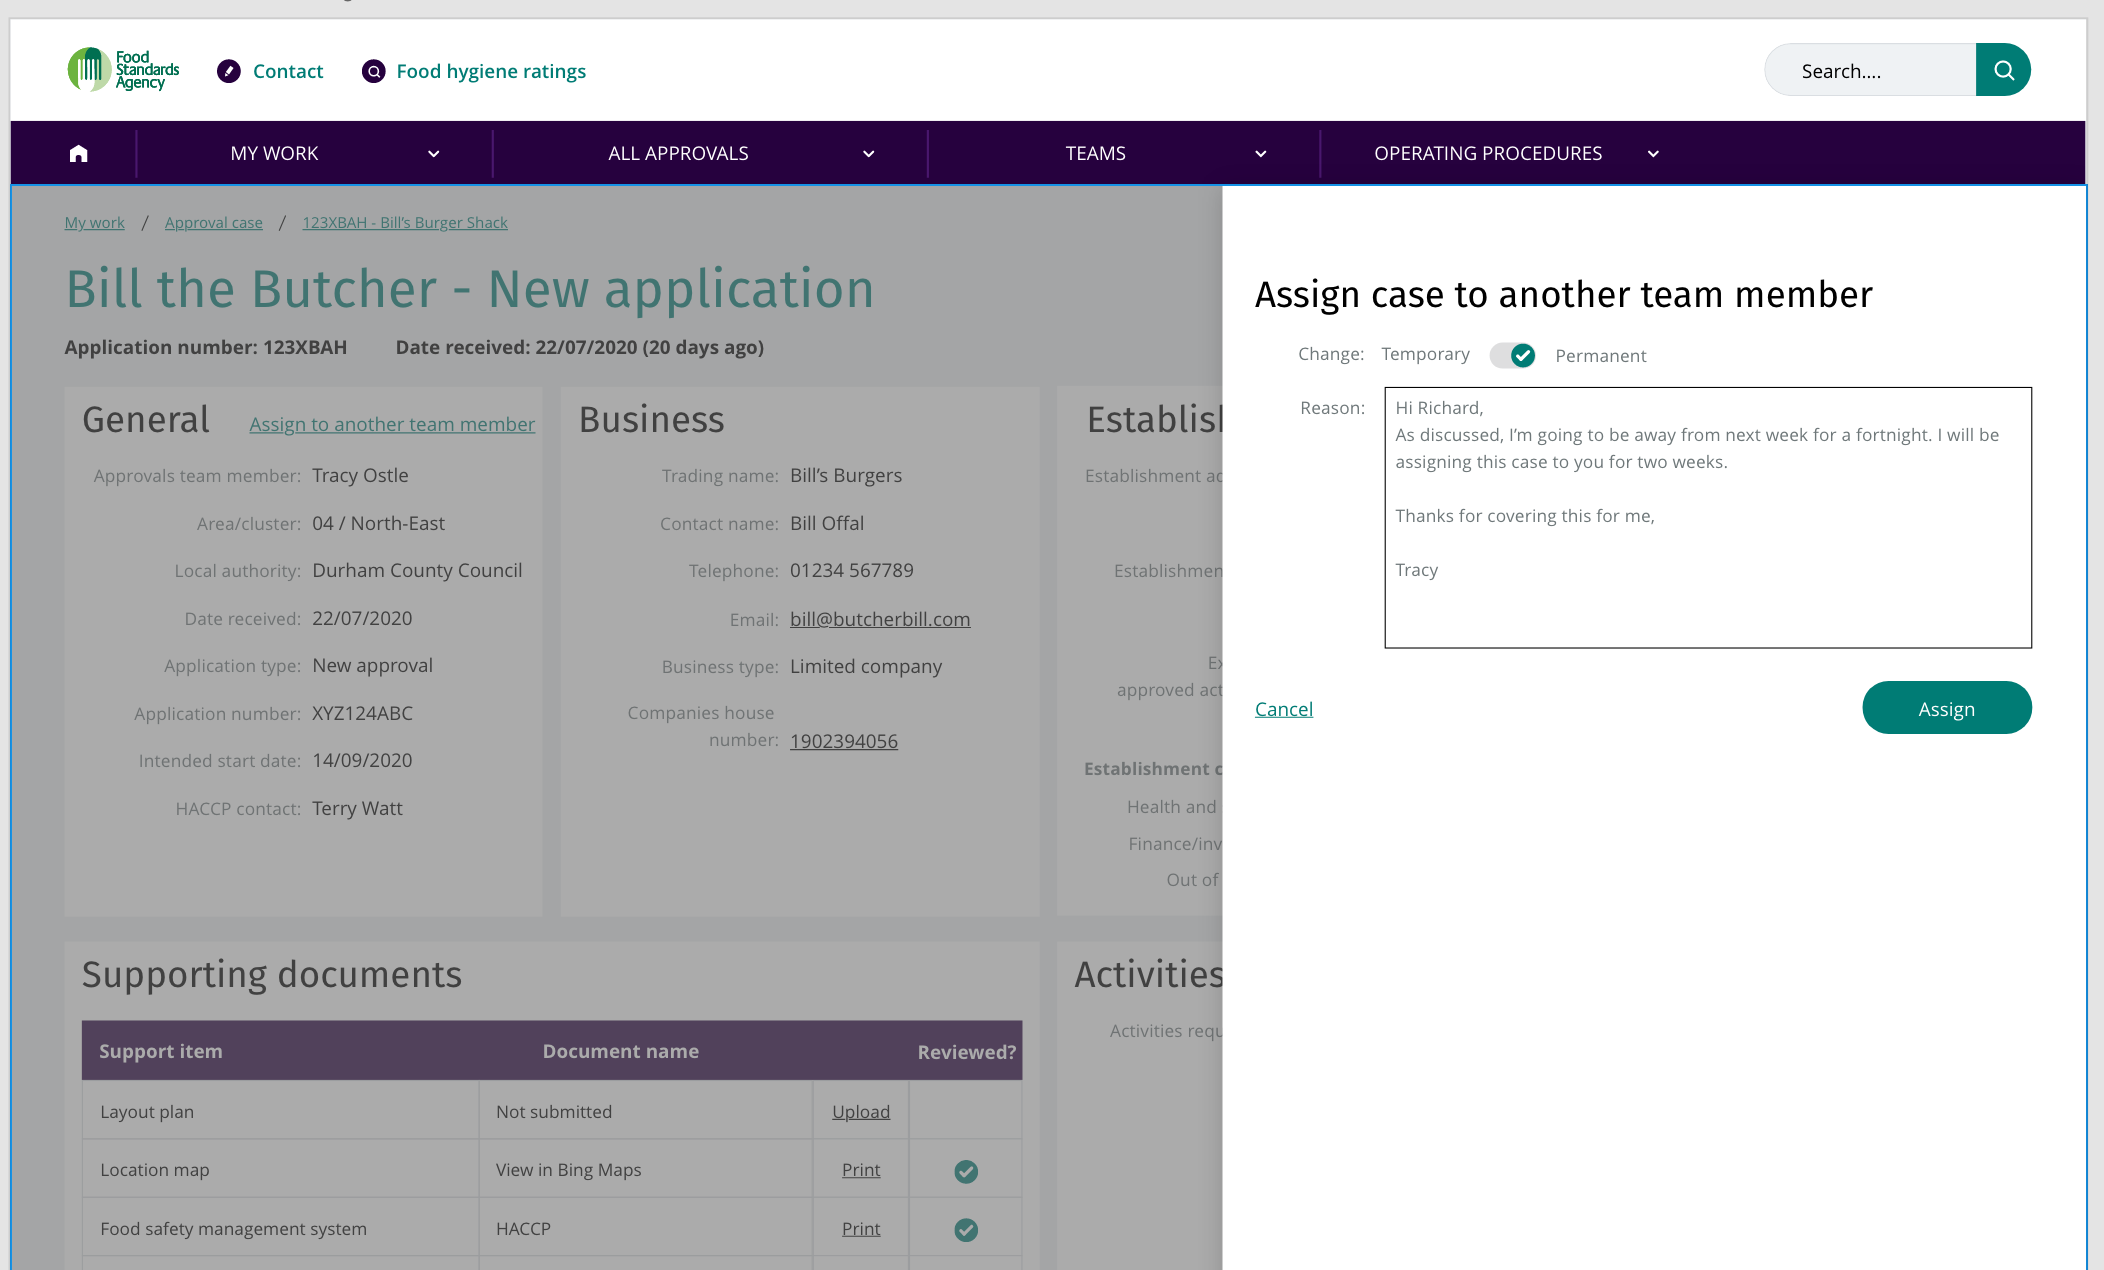 Food
Standards
Agency
Contact
Food hygiene ratings
Search....
MY WORK
ALL APPROVALS
TEAMS
OPERATING PROCEDURES
My work / Approval case / 123XBAH - Bill's Burger Shack
Bill the Butcher - New application
Application number: 123XBAH
Date received: 22/07/2020 (20 days ago)
General
Assign to another team member
Approvals team member: Tracy Ostle
Area/cluster: 04 / North-East
Local authority: Durham County Council
Date received: 22/07/2020
Application type: New approval
Application number: XYZ124ABC
Intended start date: 14/09/2020
HACCP contact: Terry Watt
Business
Trading name: Bill's Burgers
Contact name: Bill Offal
Telephone: 01234 567789
Email: bill@butcherbill.com
Business type: Limited company
Companies house
number: 1902394056
Establis
Establishment a
Establishmen
E
approved act
Establishment
Health and
Finance/inv
Out of
Supporting documents
Support item
Document name
Reviewed?
Layout plan
Not submitted
Upload
Location map
View in Bing Maps
Print
Food safety management system
HACCP
Print
Activities
Activities requ
Assign case to another team member
Change: Temporary
Permanent
Reason:
Hi Richard,
As discussed, I'm going to be away from next week for a fortnight. I will be
assigning this case to you for two weeks.
Thanks for covering this for me,
Tracy
Cancel
Assign